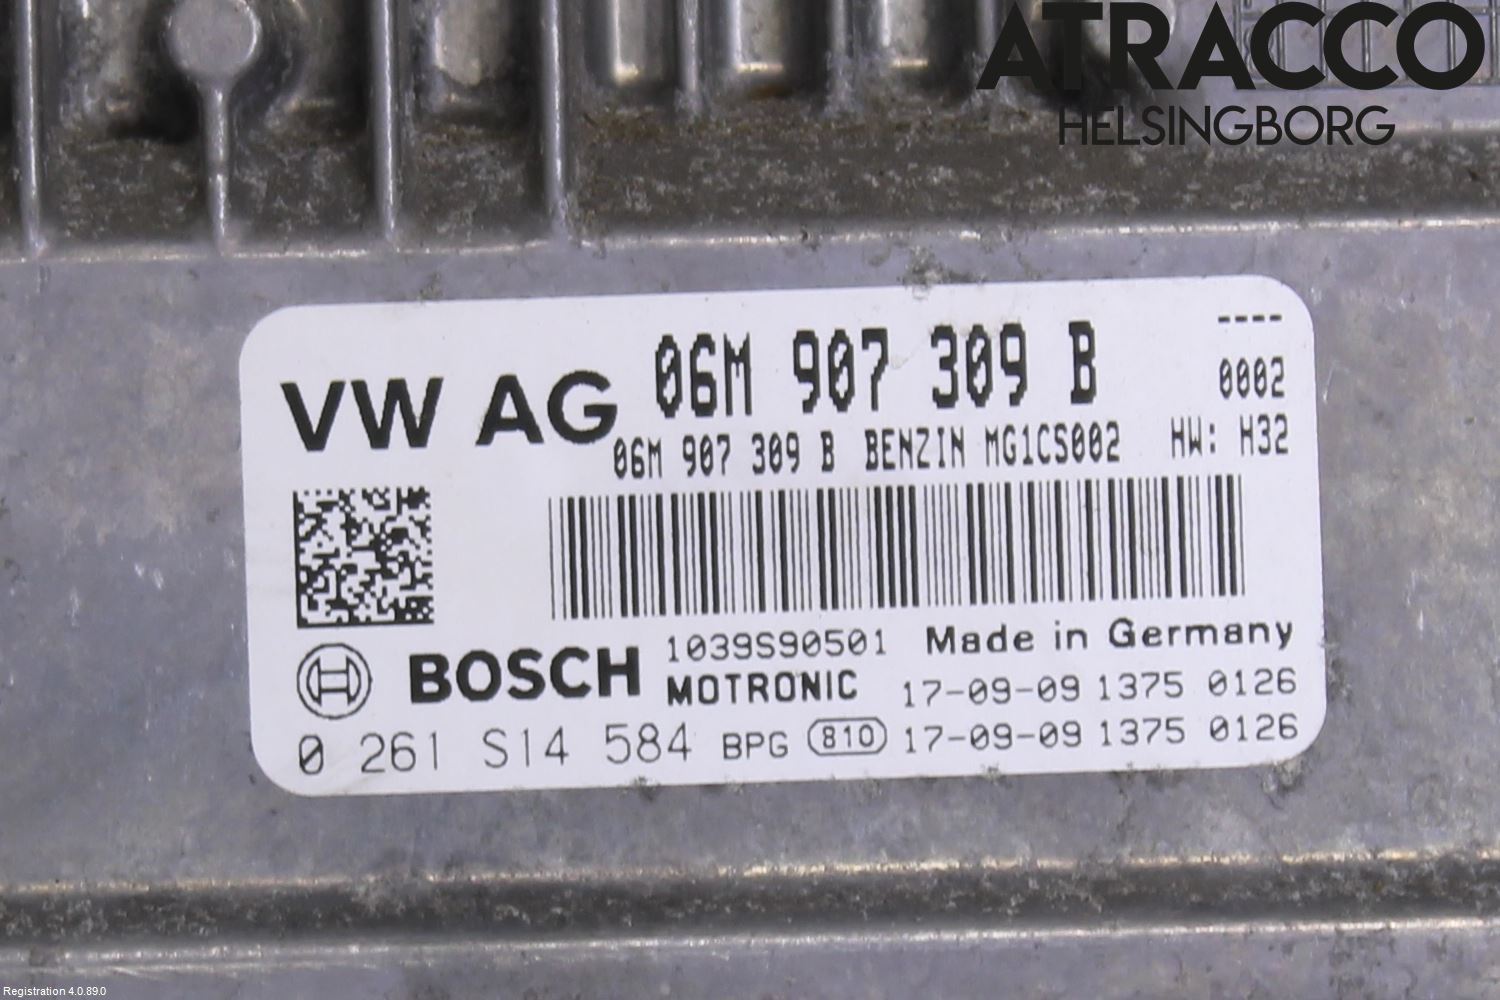 ATRACCO
HELSINGBORG
----
VW AG 06M 907 309 B 0002
06M 907 309 B BENZIN MG1CS002 HW: H32
BOSCH 1039S90501 Made in Germany
MOTRONIC 17-09-09 1375 0126
0 261 S14 584 BPG 810 17-09-09 1375 0126
Registration 4.0.89.0